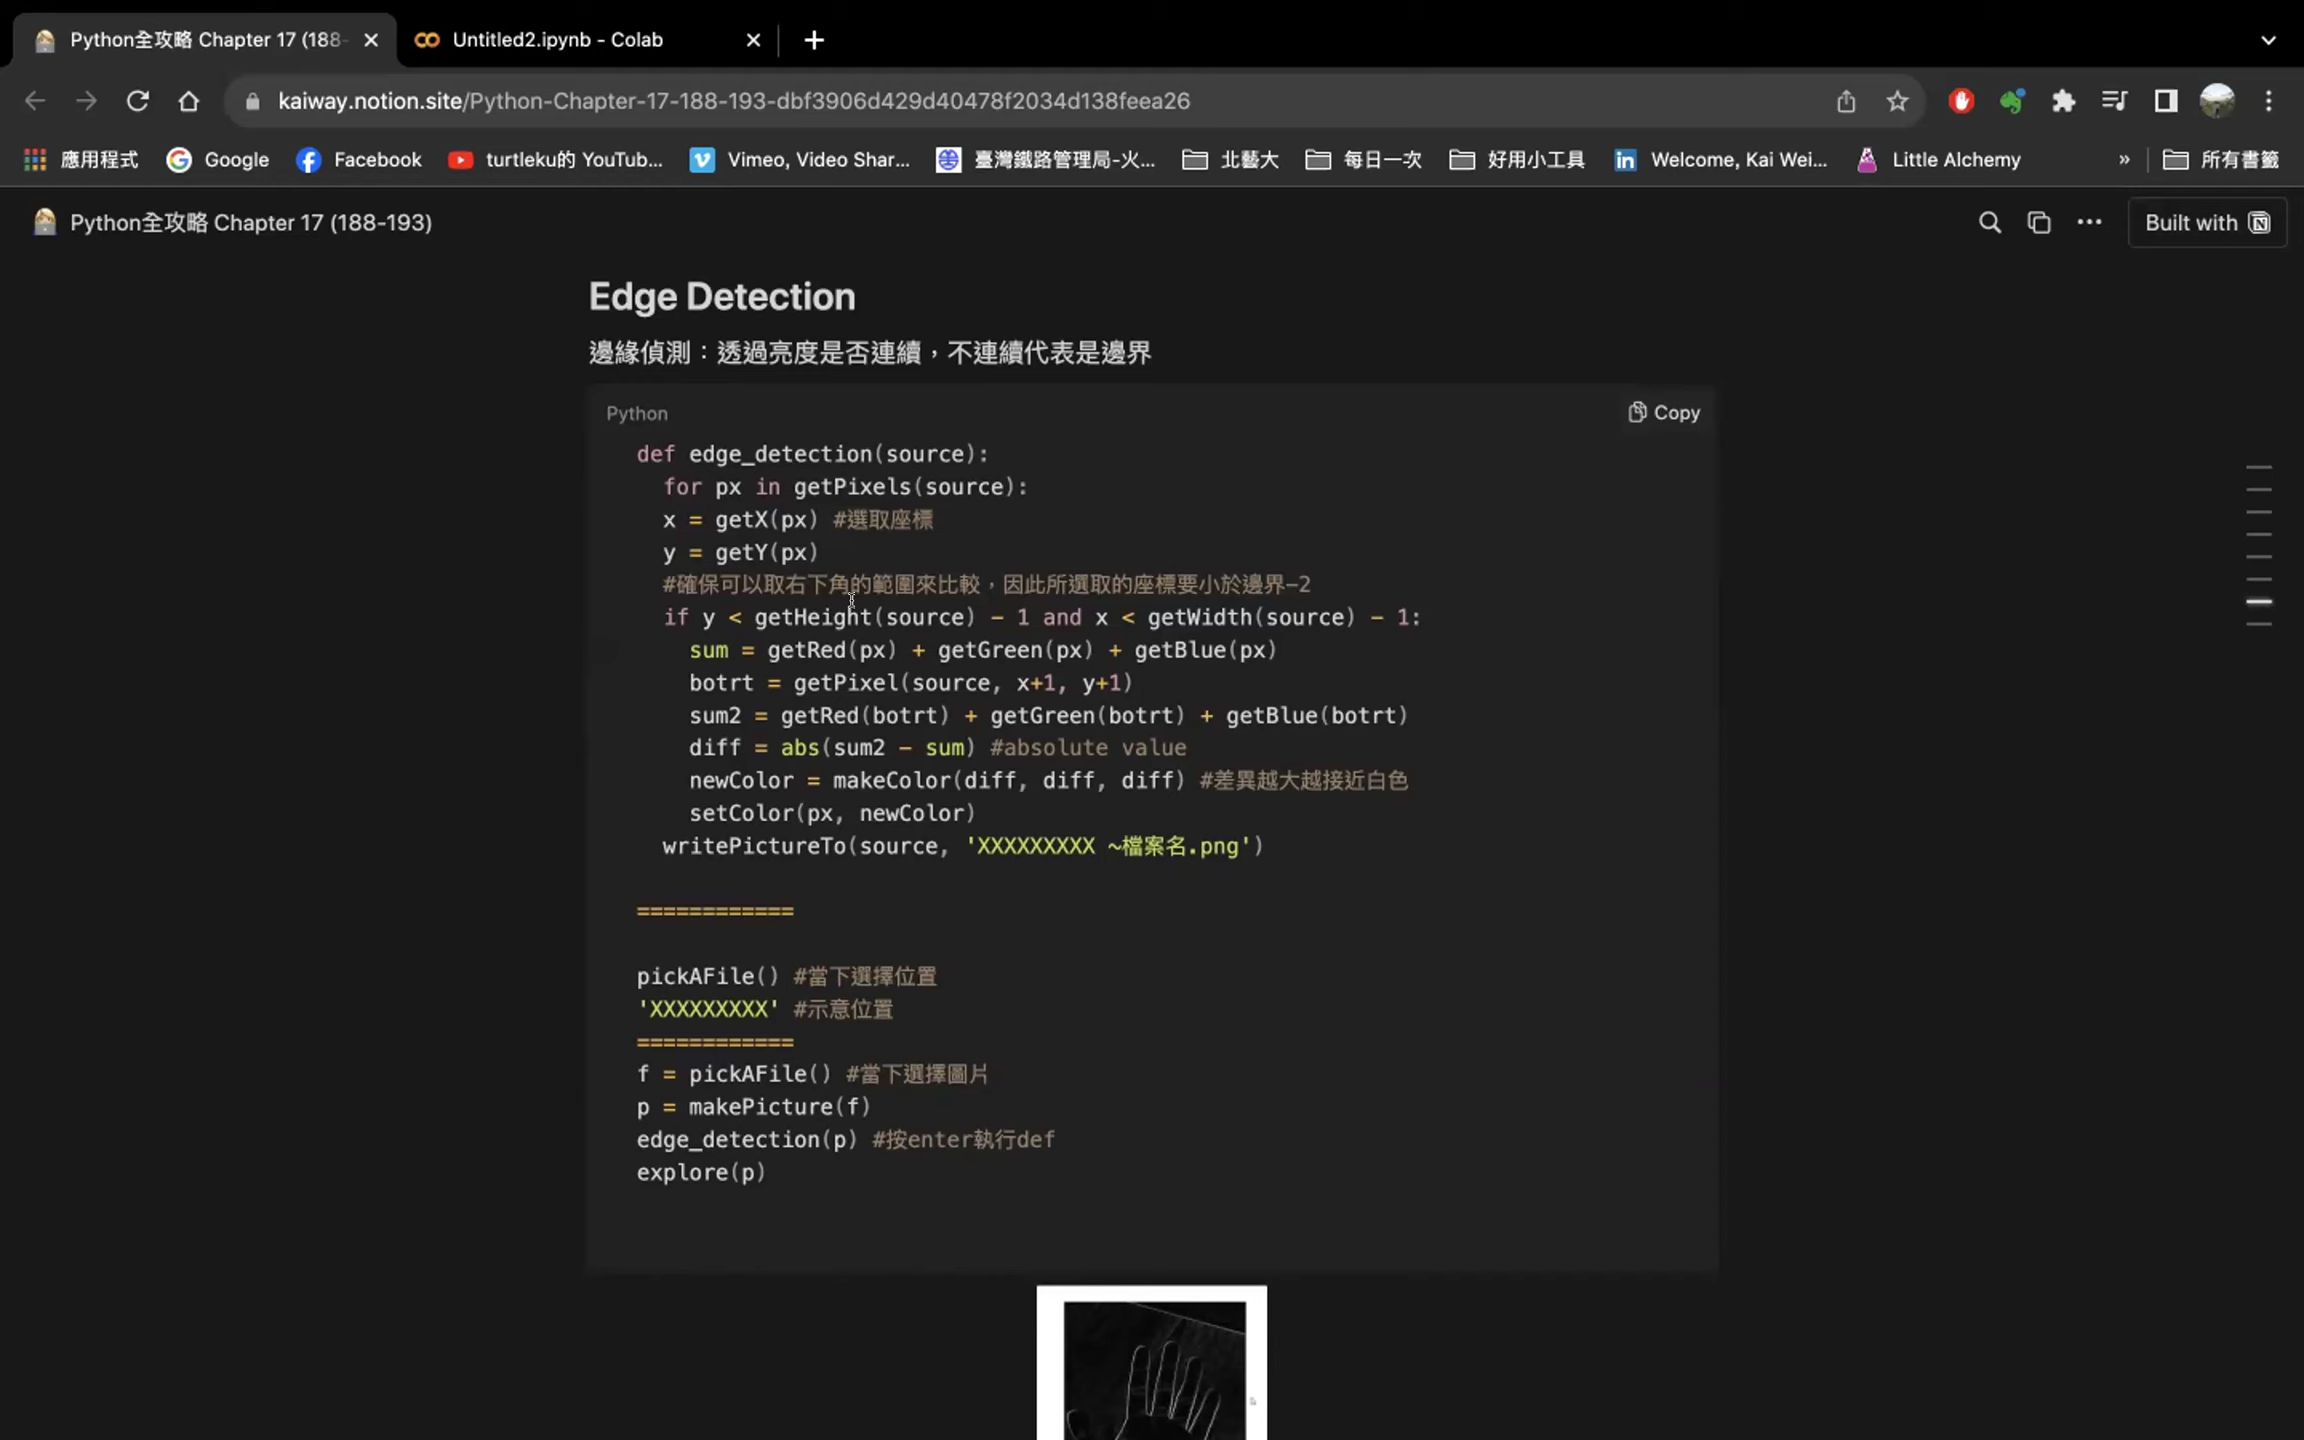 Python全攻略 Chapter 17 (188-
Untitled2.ipynb - Colab
kaiway.notion.site/Python-Chapter-17-188-193-dbf3906d429d40478f2034d138feea26
應用程式
Google
Facebook
turtleku的 YouTub...
Vimeo, Video Shar...
臺灣鐵路管理局-火...
北藝大
每日一次
好用小工具
Welcome, Kai Wei...
Little Alchemy
»
所有書籤
Python全攻略 Chapter 17 (188-193)
Built with
Edge Detection
邊緣偵測：透過亮度是否連續，不連續代表是邊界
Python
Copy
def edge_detection(source):
for px in getPixels(source):
x = getX(px) #選取座標
y = getY(px)
#確保可以取右下角的範圍來比較，因此所選取的座標要小於邊界-2
if y < getHeight(source) - 1 and x < getWidth(source) - 1:
sum = getRed(px) + getGreen(px) + getBlue(px)
botrt = getPixel(source, x+1, y+1)
sum2 = getRed(botrt) + getGreen(botrt) + getBlue(botrt)
diff = abs(sum2 - sum) #absolute value
newColor = makeColor(diff, diff, diff) #差異越大越接近白色
setColor(px, newColor)
writePictureTo(source, 'XXXXXXXXX ~檔案名.png')
============
pickAFile() #當下選擇位置
'XXXXXXXXX' #示意位置
============
f = pickAFile() #當下選擇圖片
p = makePicture(f)
edge_detection(p) #按enter執行def
explore(p)